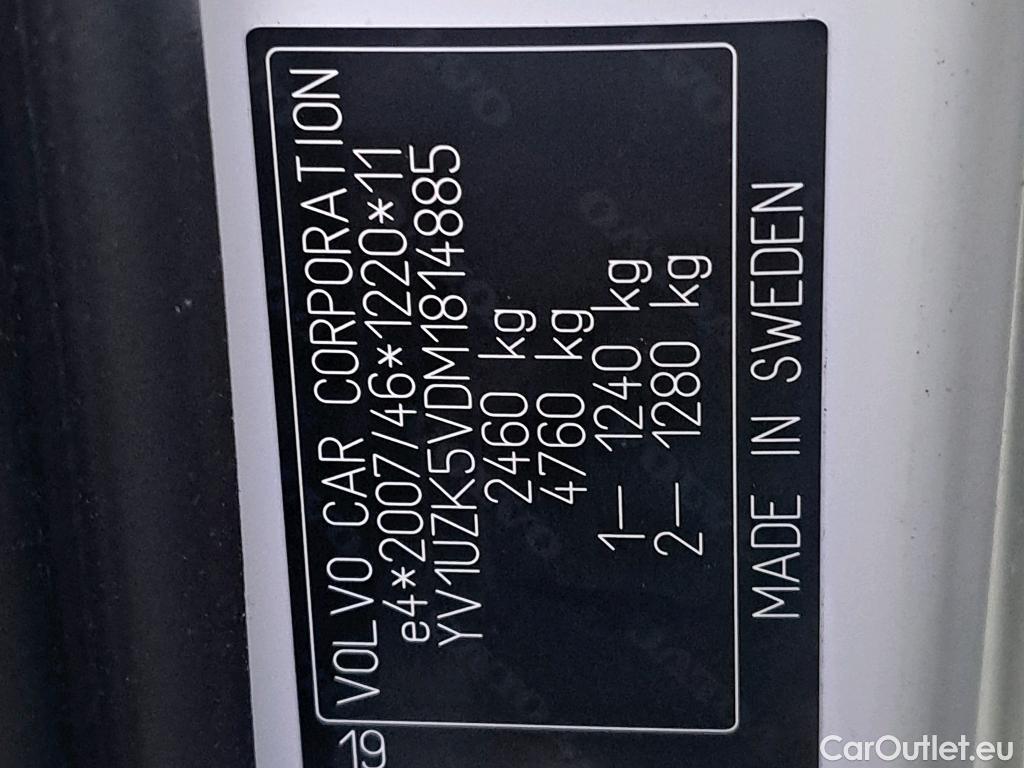 VOLVO CAR CORPORATION
e4*2007/46*1220*11
YV1UZK5VDM1814885
2460 kg
4760 kg
1– 1240 kg
2– 1280 kg
MADE IN SWEDEN
CarOutlet.eu